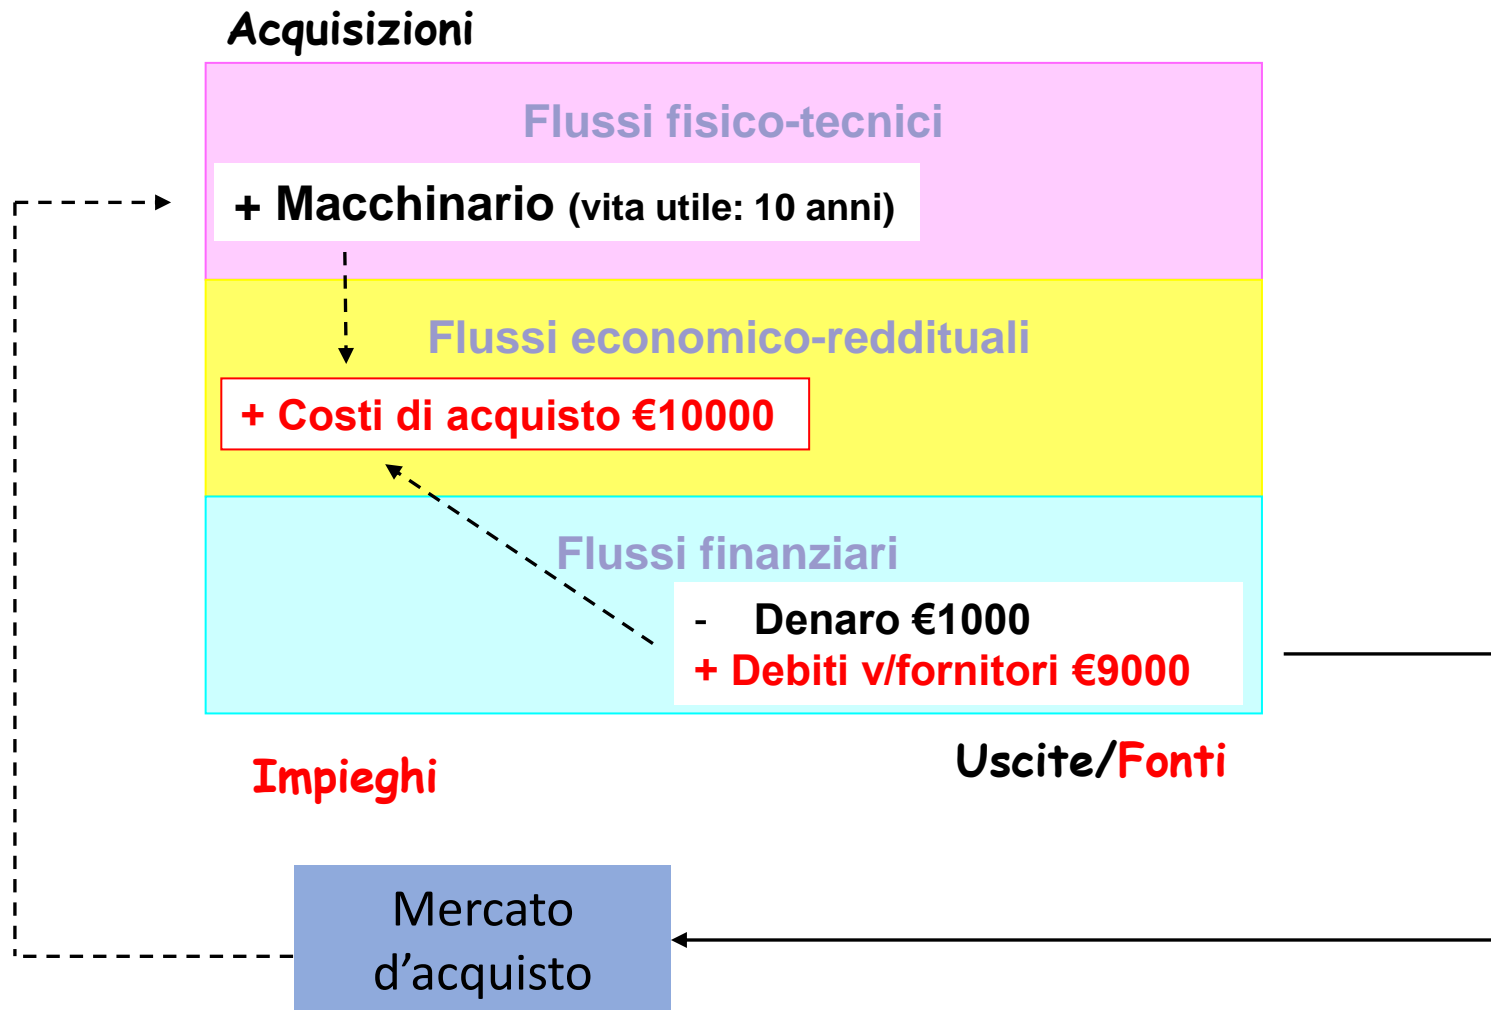 Acquisizioni
Flussi fisico-tecnici
+ Macchinario (vita utile: 10 anni)
Flussi economico-reddituali
+ Costi di acquisto €10000
Flussi finanziari
- Denaro €1000
+ Debiti v/fornitori €9000
Uscite/Fonti
Impieghi
Mercato
d’acquisto